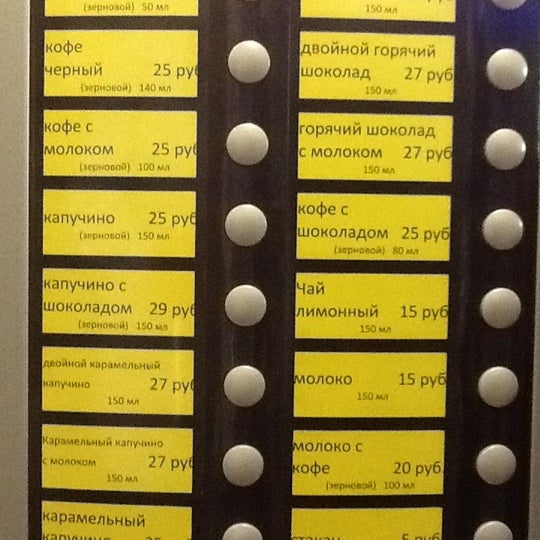 (зерновой) 50 мл
кофе
черный 25 руб
(зерновой) 140 мл
кофе с
молоком 25 руб
(зерновой) 100 мл
капучино 25 руб
(зерновой) 150 мл
капучино с
шоколадом 29 руб
(зерновой) 150 мл
двойной карамельный
капучино 27 руб
150 мл
Карамельный капучино
с молоком 27 руб
150 мл
карамельный
капучино
150 мл
двойной горячий
шоколад 27 руб
150 мл
горячий шоколад
с молоком 27 руб
150 мл
кофе с
шоколадом 25 руб
(зерновой) 80 мл
Чай
лимонный 15 руб
150 мл
молоко 15 руб
150 мл
молоко с
кофе 20 руб.
(зерновой) 100 мл
стакан 5 руб